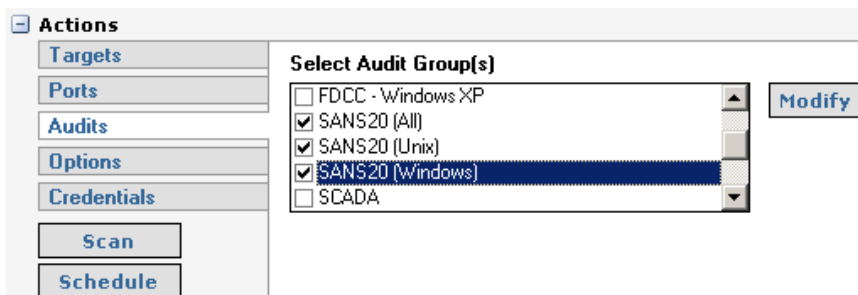 Actions
Targets
Ports
Audits
Options
Credentials
Scan
Schedule
Select Audit Group(s)
FDCC - Windows XP
SANS20 (All)
SANS20 (Unix)
SANS20 (Windows)
SCADA
Modify